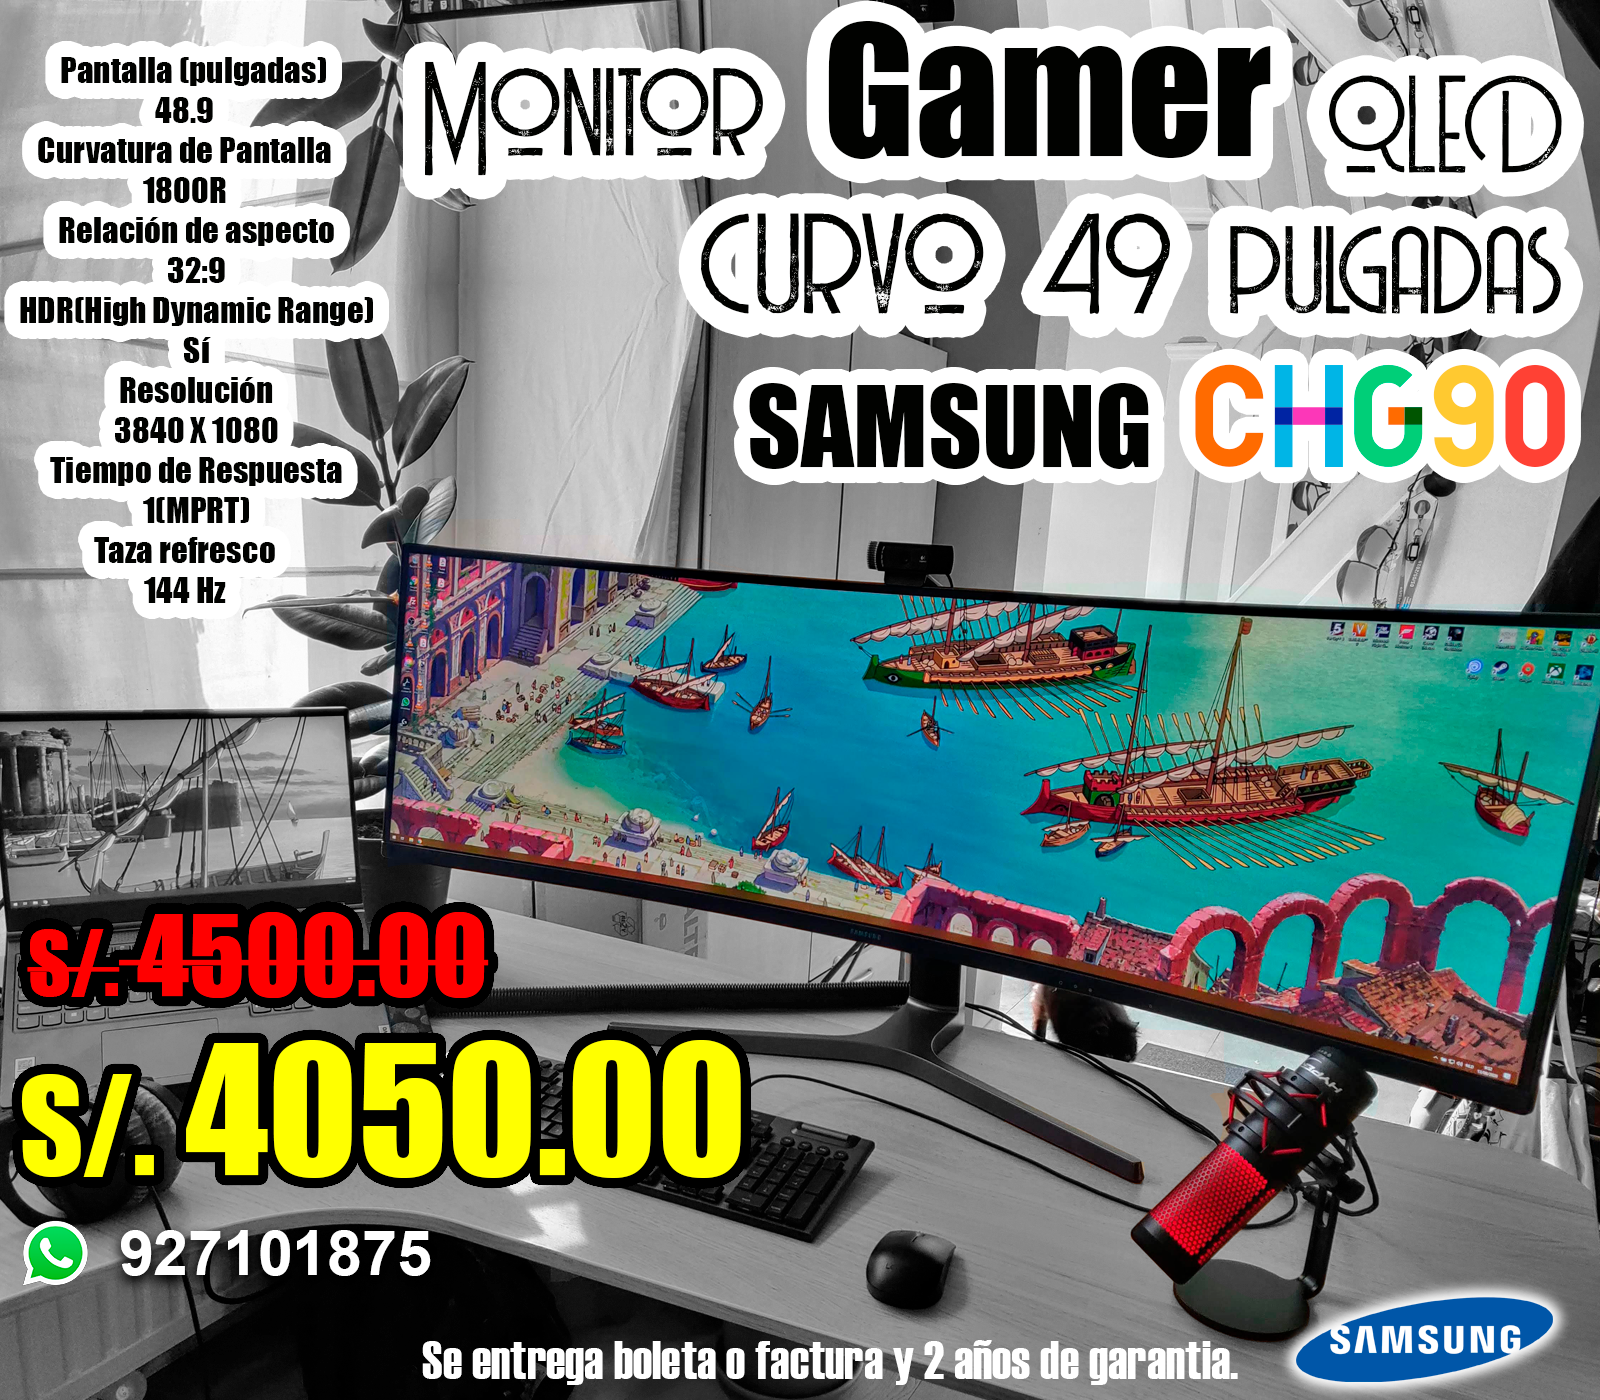 Monitor Gamer QLED
CURVO 49 PULGADAS
SAMSUNG CHG90
Pantalla (pulgadas)
48.9
Curvatura de Pantalla
1800R
Relación de aspecto
32:9
HDR(High Dynamic Range)
Sí
Resolución
3840 X 1080
Tiempo de Respuesta
1(MPRT)
Taza refresco
144 Hz
SAMSUNG
S/. 4500.00
S/. 4050.00
HYPERX
927101875
Se entrega boleta o factura y 2 años de garantia.
SAMSUNG